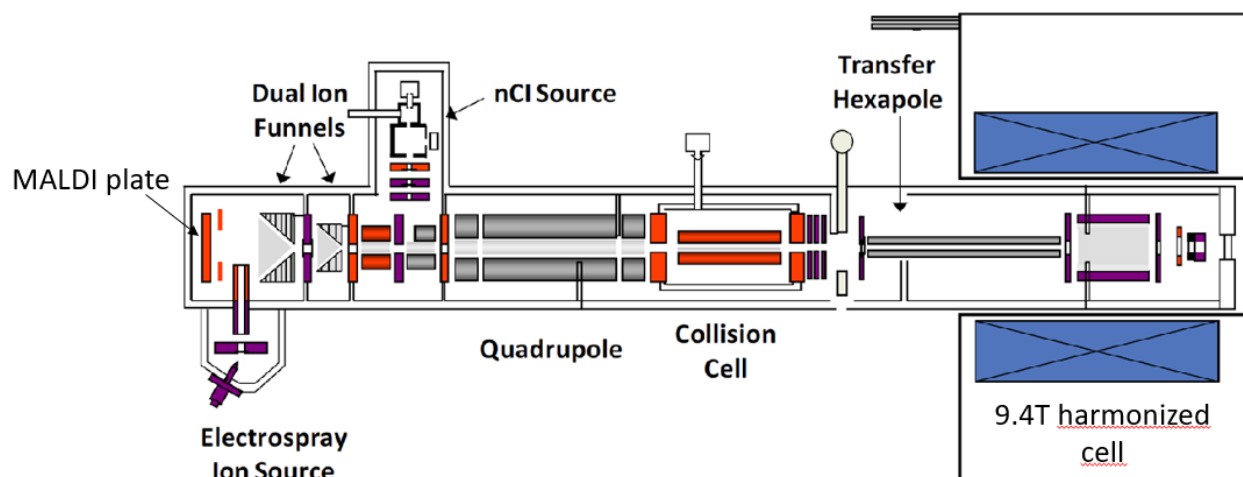 Dual Ion
Funnels
nCI Source
Transfer
Hexapole
MALDI plate
Quadrupole
Collision
Cell
Electrospray
Ion Source
9.4T harmonized
cell